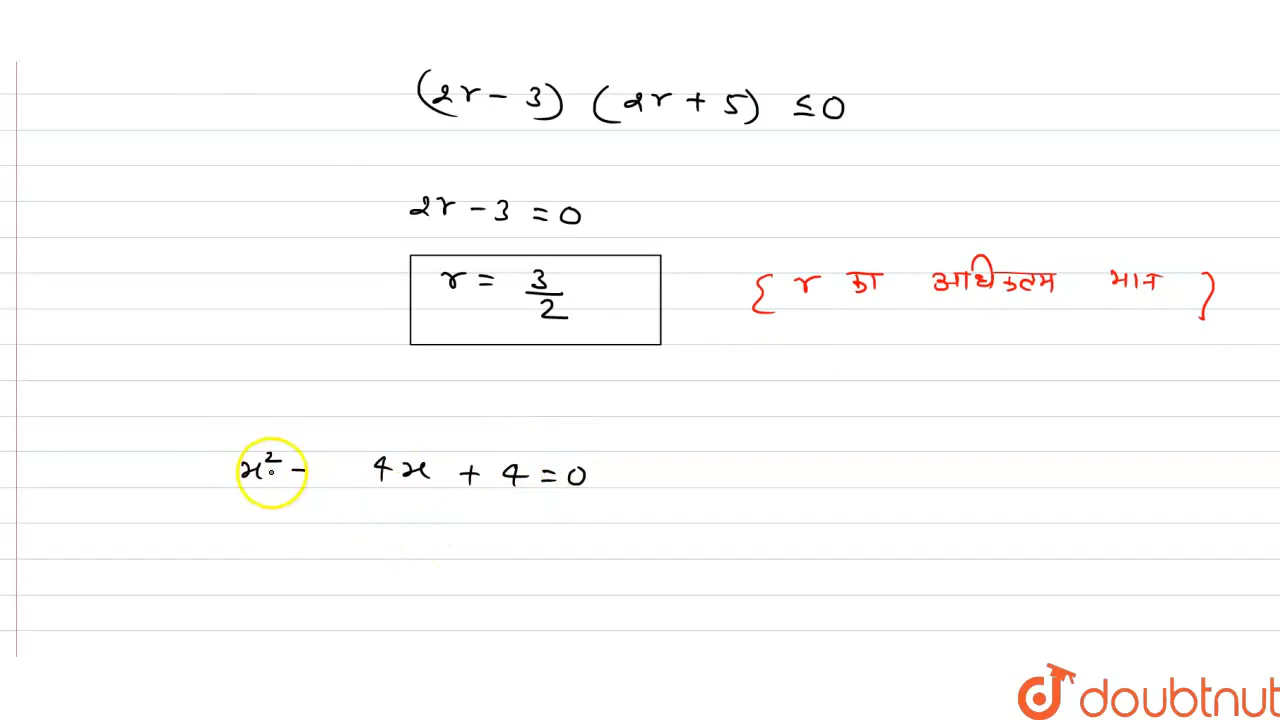 (2r - 3) (2r + 5) ≤ 0
2r - 3 = 0
r = 3/2 { r का अधिकतम मान }
x² - 4x + 4 = 0
doubtnut